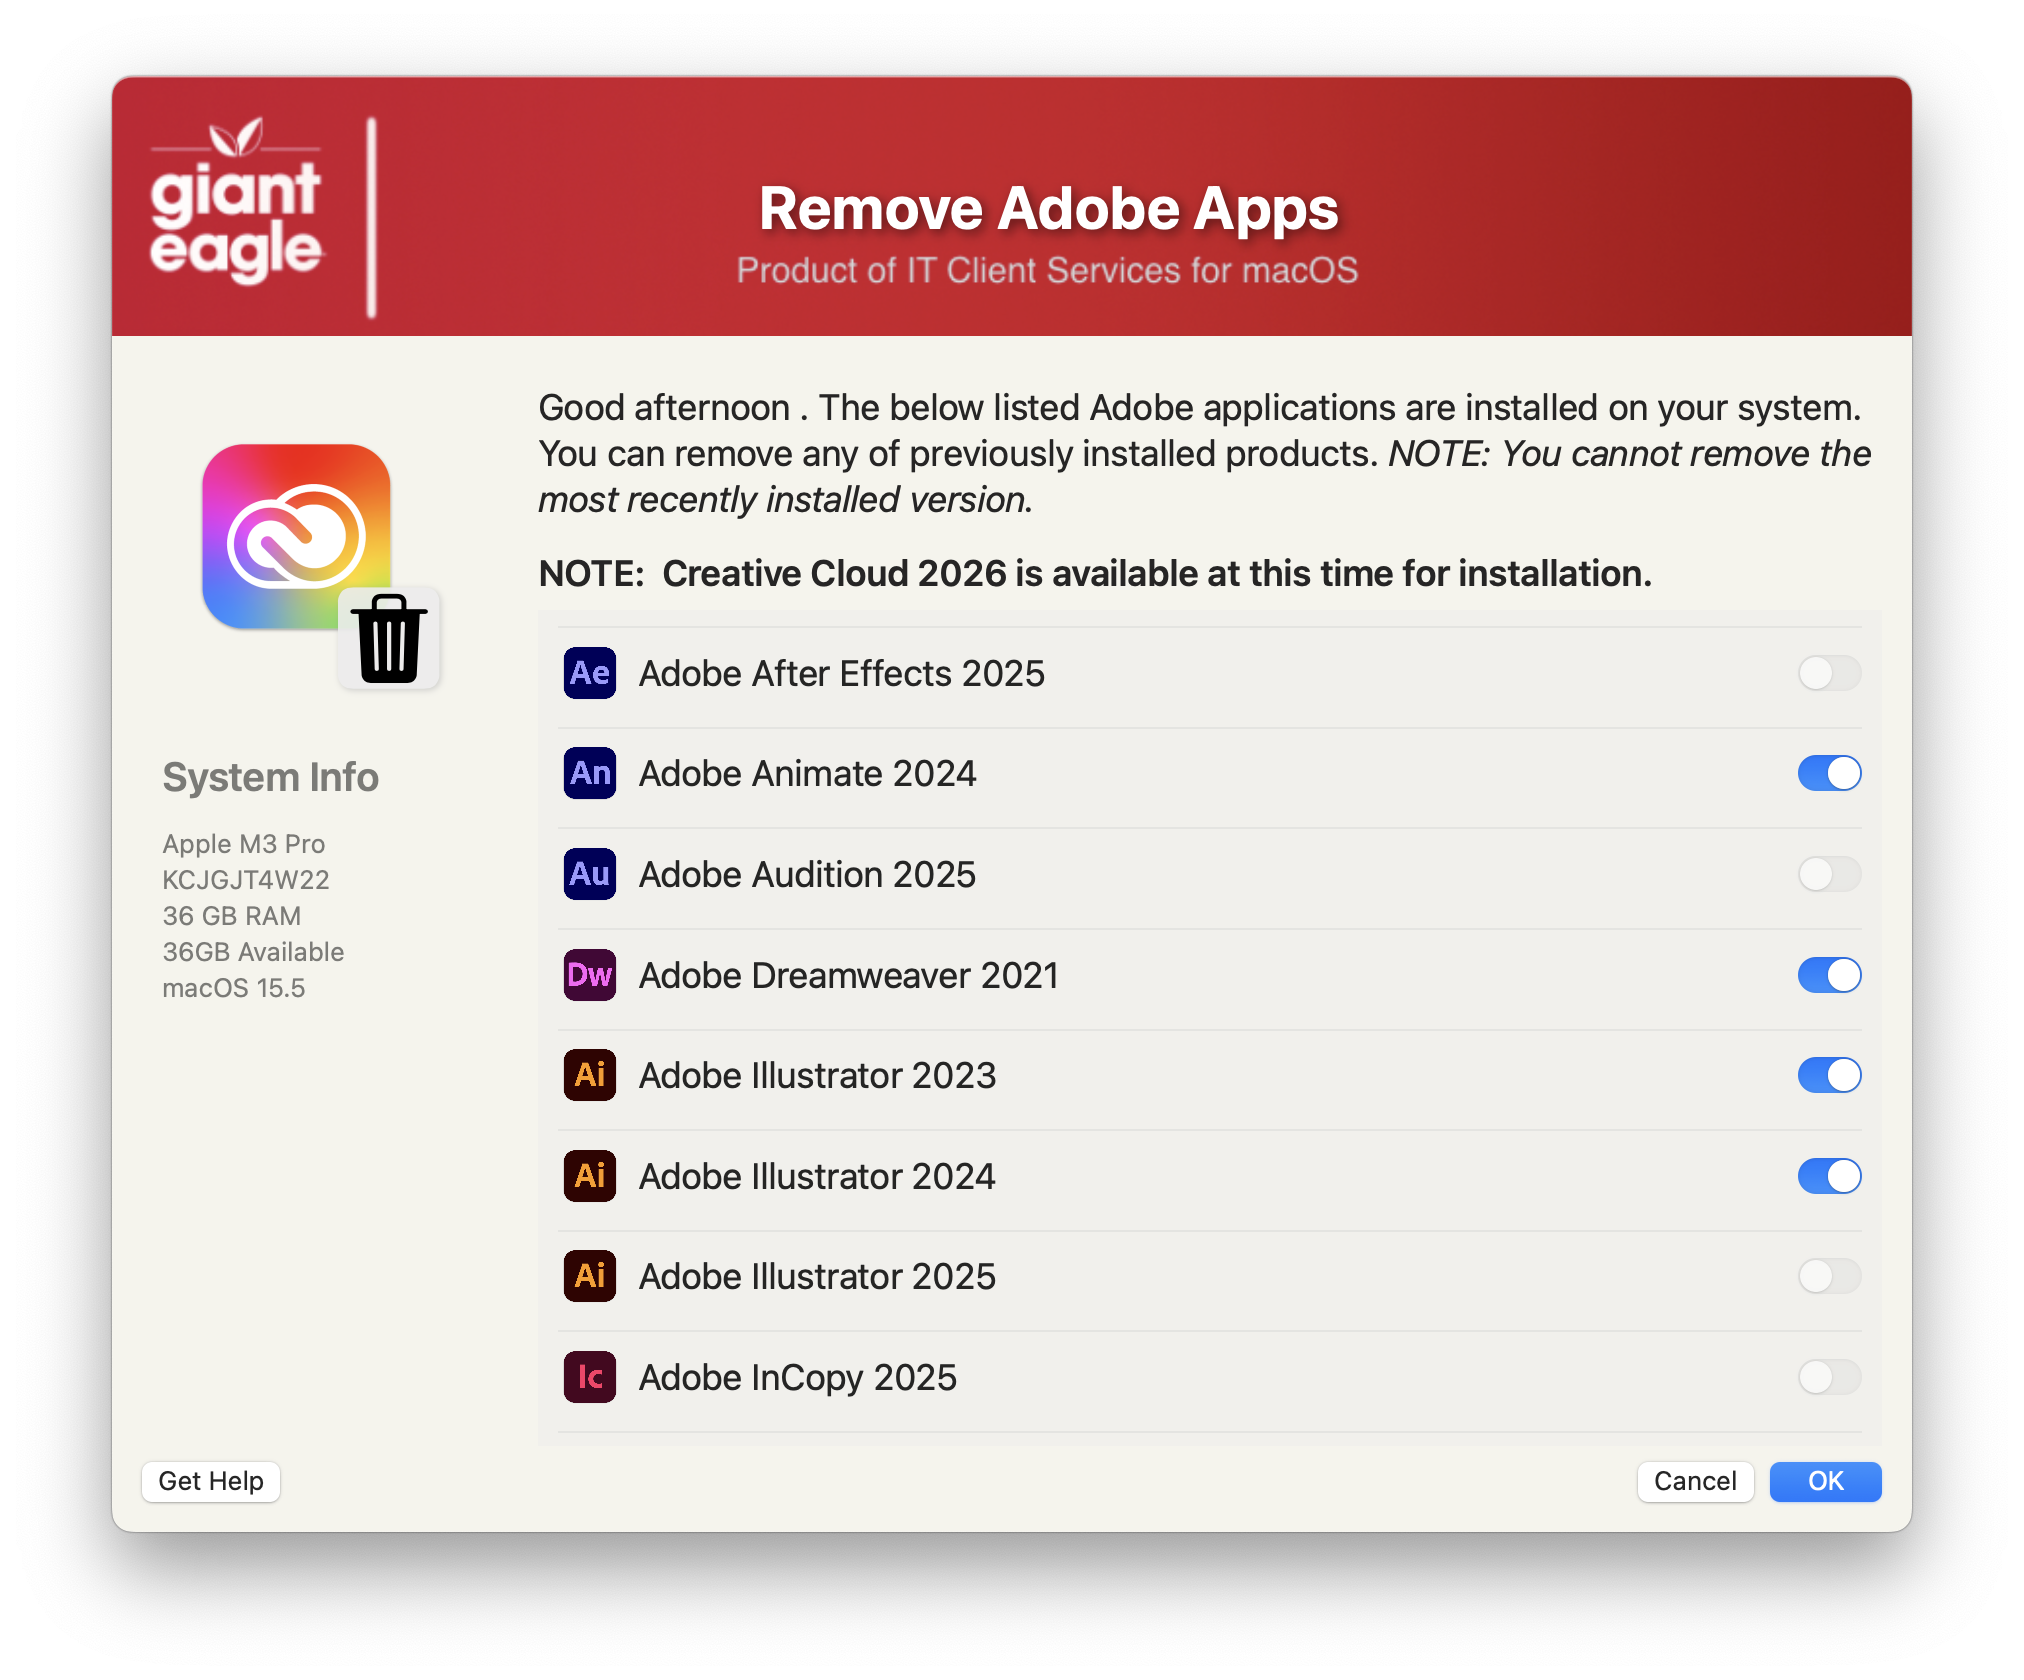 giant
eagle
Remove Adobe Apps
Product of IT Client Services for macOS
Good afternoon . The below listed Adobe applications are installed on your system.
You can remove any of previously installed products. NOTE: You cannot remove the
most recently installed version.
NOTE:  Creative Cloud 2026 is available at this time for installation.
System Info
Apple M3 Pro
KCJGJT4W22
36 GB RAM
36GB Available
macOS 15.5
Ae Adobe After Effects 2025
An Adobe Animate 2024
Au Adobe Audition 2025
Dw Adobe Dreamweaver 2021
Ai Adobe Illustrator 2023
Ai Adobe Illustrator 2024
Ai Adobe Illustrator 2025
Ic Adobe InCopy 2025
Get Help
Cancel
OK